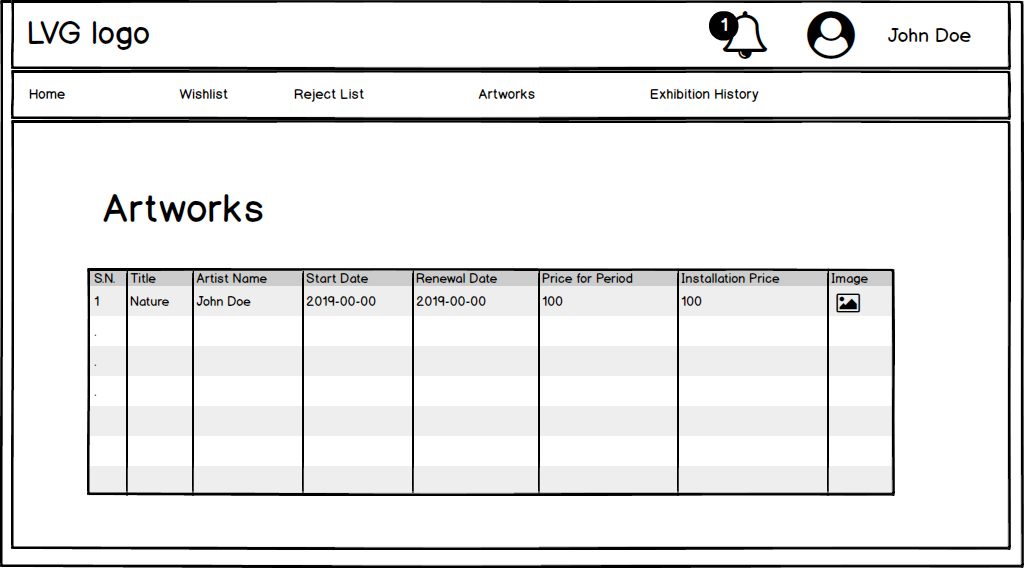 LVG logo
1
John Doe
Home Wishlist Reject List Artworks Exhibition History
Artworks
S.N. Title Artist Name Start Date Renewal Date Price for Period Installation Price Image
1 Nature John Doe 2019-00-00 2019-00-00 100 100
.
.
.